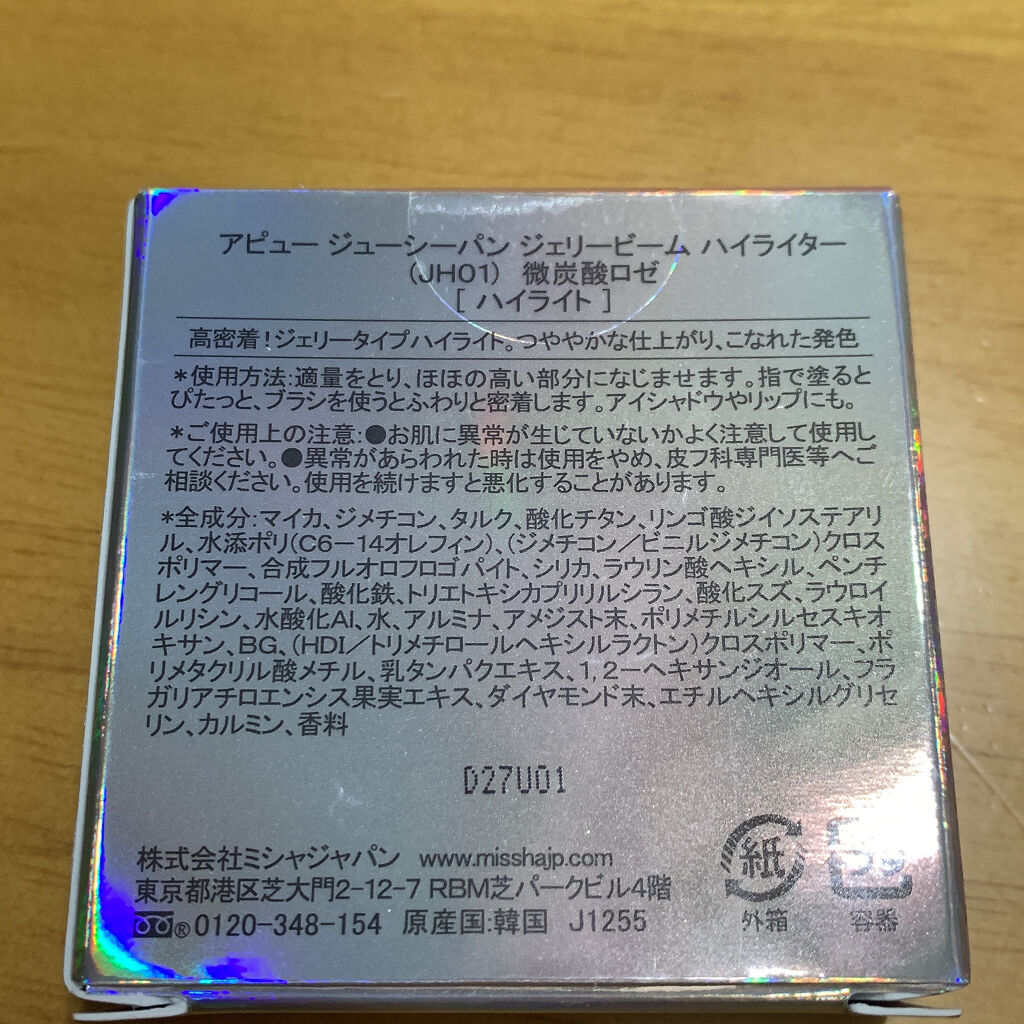 アピュー ジューシーパン ジェリービーム ハイライター
(JH01) 微炭酸ロゼ
[ ハイライト ]
高密着!ジェリータイプハイライト。つややかな仕上がり、こなれた発色
*使用方法:適量をとり、ほほの高い部分になじませます。指で塗ると
ぴたっと、ブラシを使うとふわりと密着します。アイシャドウやリップにも。
*ご使用上の注意:●お肌に異常が生じていないかよく注意して使用し
てください。●異常があらわれた時は使用をやめ、皮フ科専門医等へご
相談ください。使用を続けますと悪化することがあります。
*全成分:マイカ、ジメチコン、タルク、酸化チタン、リンゴ酸ジイソステアリ
ル、水添ポリ(C6-14オレフィン)、(ジメチコン/ビニルジメチコン)クロス
ポリマー、合成フルオロフロゴパイト、シリカ、ラウリン酸ヘキシル、ペンチ
レングリコール、酸化鉄、トリエトキシカプリリルシラン、酸化スズ、ラウロイ
ルリシン、水酸化Al、水、アルミナ、アメジスト末、ポリメチルシルセスキオ
キサン、BG、(HDI/トリメチロールヘキシルラクトン)クロスポリマー、ポ
リメタクリル酸メチル、乳タンパクエキス、1,2-ヘキサンジオール、フラ
ガリアチロエンシス果実エキス、ダイヤモンド末、エチルヘキシルグリセ
リン、カルミン、香料
D27U01
株式会社ミシャジャパン www.misshajp.com
東京都港区芝大門2-12-7 RBM芝パークビル4階
®0120-348-154 原産国:韓国 J1255
紙
外箱
容器